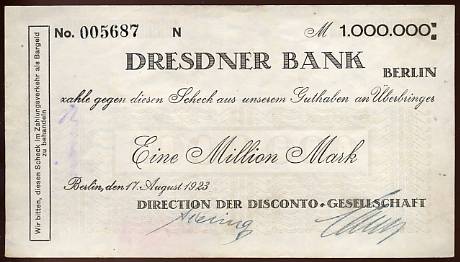 No. 005687 N M 1.000.000
DRESDNER BANK
BERLIN
zahle gegen diesen Scheck aus unserem Guthaben an Überbringer
Eine Million Mark
Berlin, den 17. August 1923
DIRECTION DER DISCONTO-GESELLSCHAFT
Wir bitten, diesen Scheck im Zahlungsverkehr als Bargeld
zu behandeln